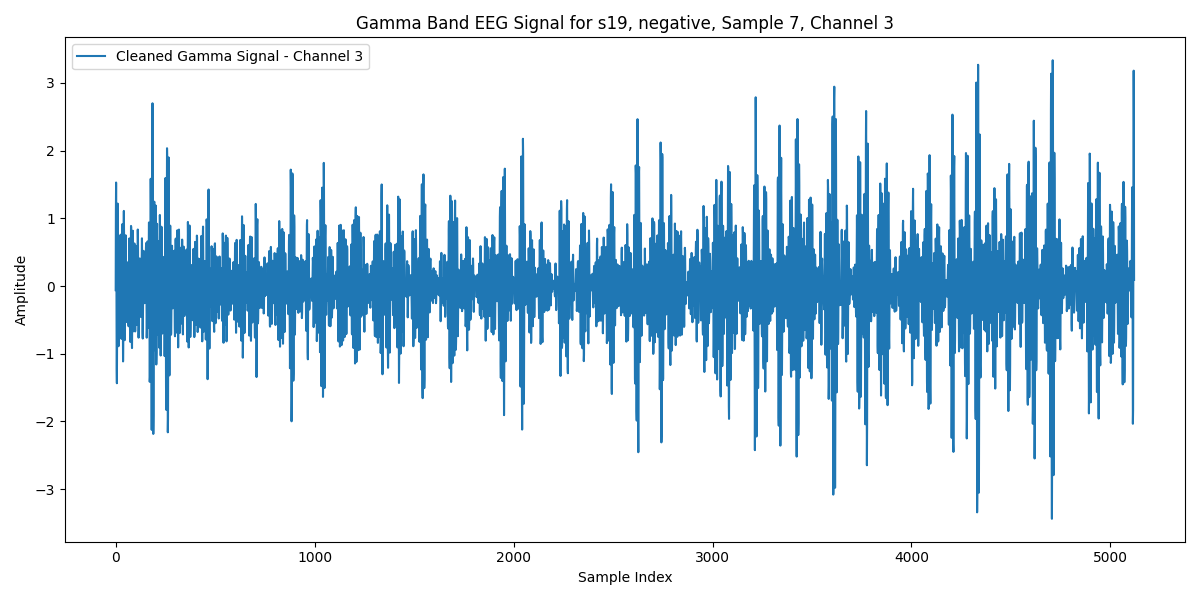 Gamma Band EEG Signal for s19, negative, Sample 7, Channel 3
Cleaned Gamma Signal - Channel 3
3
2
1
0
−1
−2
−3
Amplitude
0 1000 2000 3000 4000 5000
Sample Index